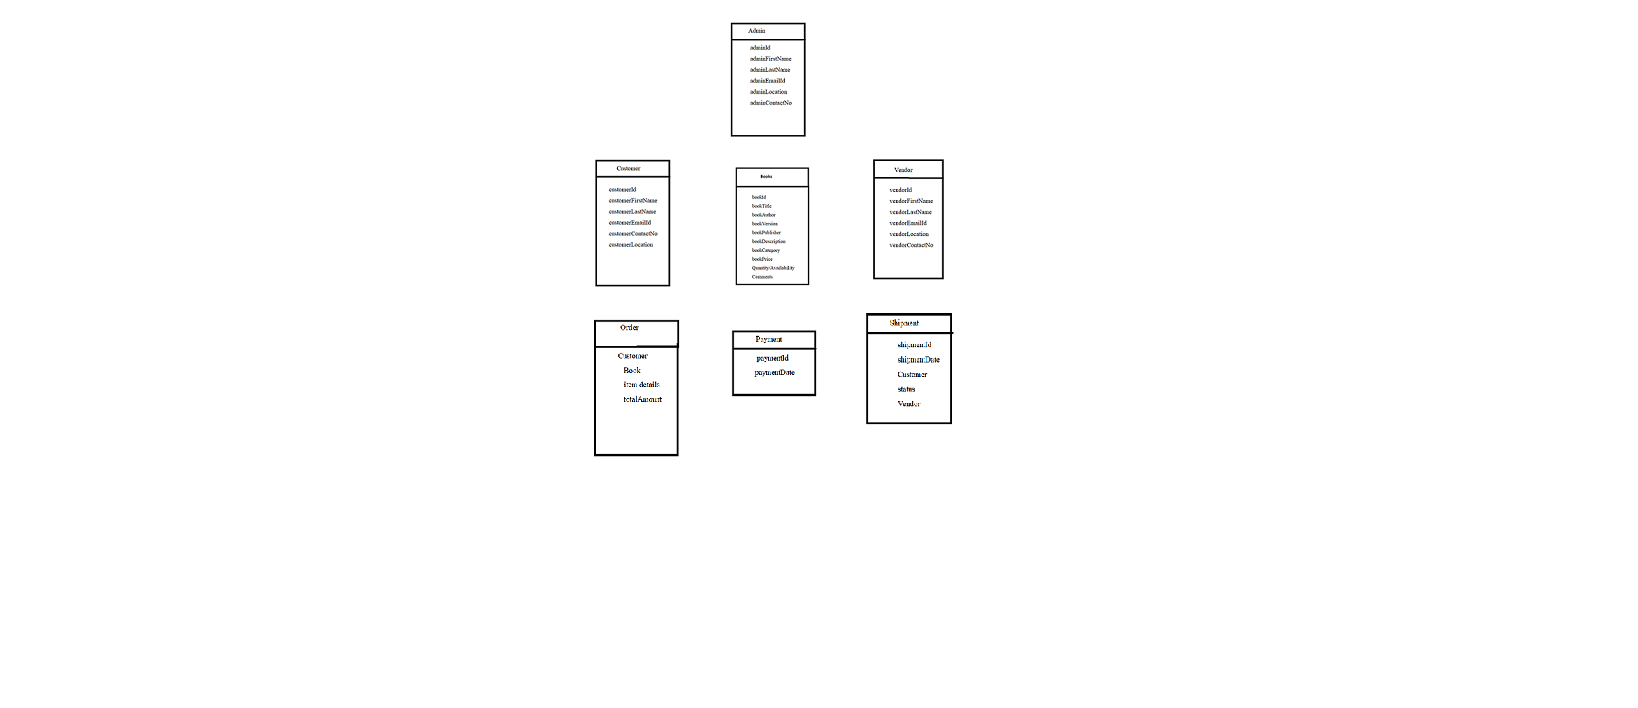 Admin
adminId
adminFirstName
adminLastName
adminEmailId
adminLocation
adminContactNo
Customer
customerId
customerFirstName
customerLastName
customerEmailId
customerContactNo
customerLocation
Books
bookId
bookTitle
bookAuthor
bookVersion
bookPublisher
bookDescription
bookCategory
bookPrice
Quantity/Availability
Comments
Vendor
vendorId
vendorFirstName
vendorLastName
vendorEmailId
vendorLocation
vendorContactNo
Order
Customer
Book
item details
totalAmount
Payment
paymentId
paymentDate
Shipment
shipmentId
shipmentDate
Customer
status
Vendor